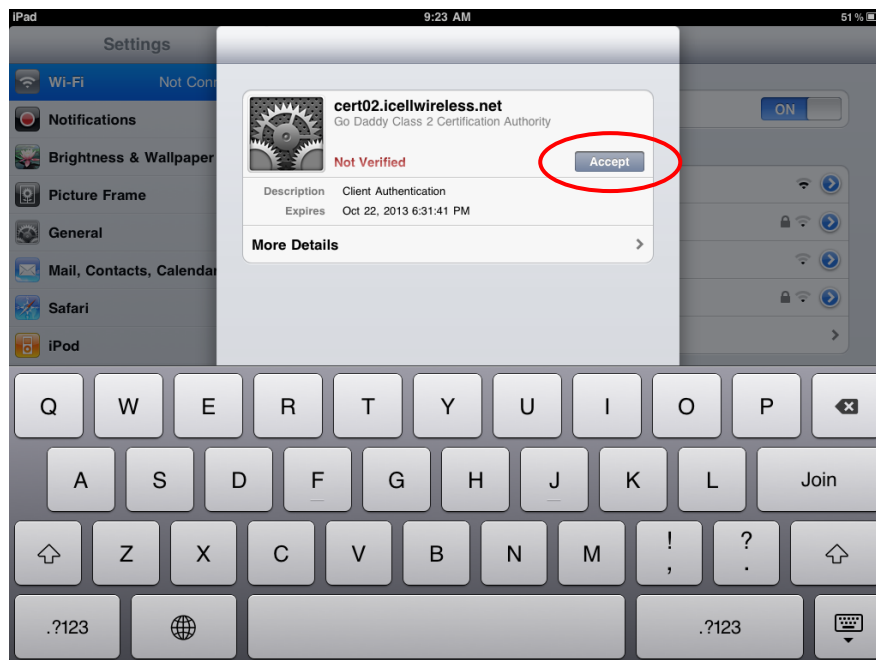 iPad 9:23 AM 51 %
Settings
Wi-Fi Not Conn
Notifications
Brightness & Wallpaper
Picture Frame
General
Mail, Contacts, Calendar
Safari
iPod
cert02.icellwireless.net
Go Daddy Class 2 Certification Authority
Not Verified Accept
Description Client Authentication
Expires Oct 22, 2013 6:31:41 PM
More Details
ON
Q W E R T Y U I O P
A S D F G H J K L Join
Z X C V B N M ! , ? .
.?123 .?123